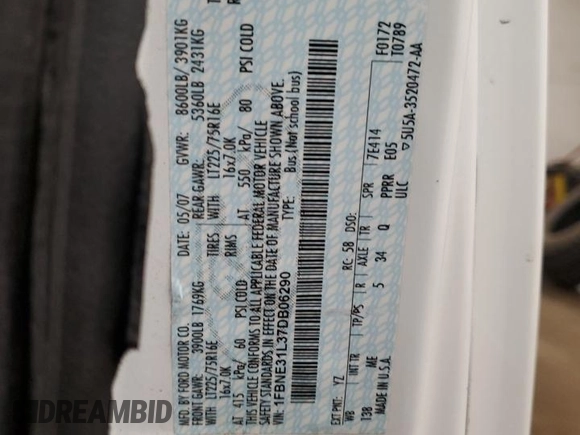 MFD. BY FORD MOTOR CO.
DATE: 05/07 GVWR: 8600LB/ 3901KG
FRONT GAWR: 3900LB 1769KG REAR GAWR: 5360LB 2431KG
WITH LT225/75R16E TIRES WITH LT225/75R16E
16x7.0K RIMS 16x7.0K
AT 415 kPa/ 60 PSI COLD AT 550 kPa/ 80 PSI COLD
THIS VEHICLE CONFORMS TO ALL APPLICABLE FEDERAL MOTOR VEHICLE
SAFETY STANDARDS IN EFFECT ON THE DATE OF MANUFACTURE SHOWN ABOVE.
VIN: 1FBNE31L37DB06290 TYPE: Bus (Not school bus)
F0172
T0789
EXT PNT: YZ RC: 58 DSO:
WB INT TR TP/PS R AXLE TR SPR 7E414
138 ME 5 34 Q PPRR E05
MADE IN U.S.A. ULC
▽5U5A-3520472-AA
IDREAMBID